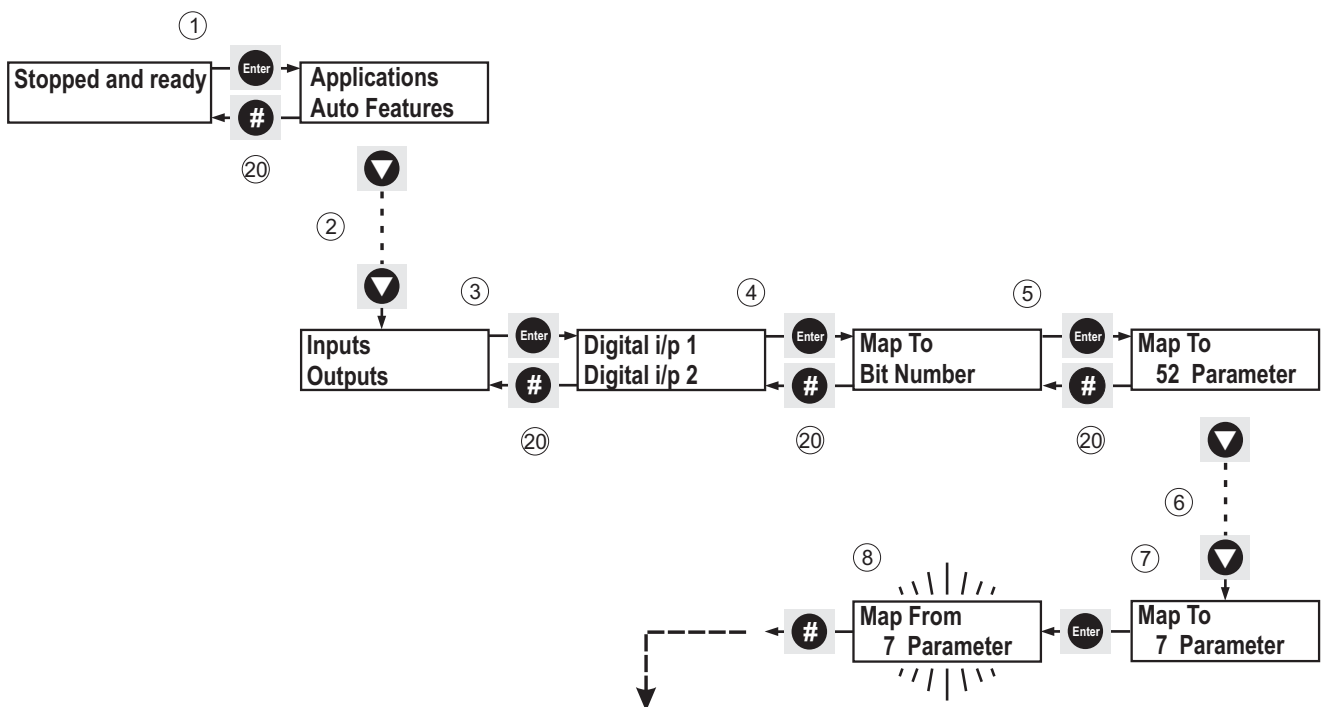 ①
Stopped and ready
Enter
#
⑳
Applications
Auto Features
②
Inputs
Outputs
③
Enter
#
⑳
Digital i/p 1
Digital i/p 2
④
Enter
#
⑳
Map To
Bit Number
⑤
Enter
#
⑳
Map To
52 Parameter
⑥
⑦
Map To
7 Parameter
Enter
⑧
Map From
7 Parameter
#